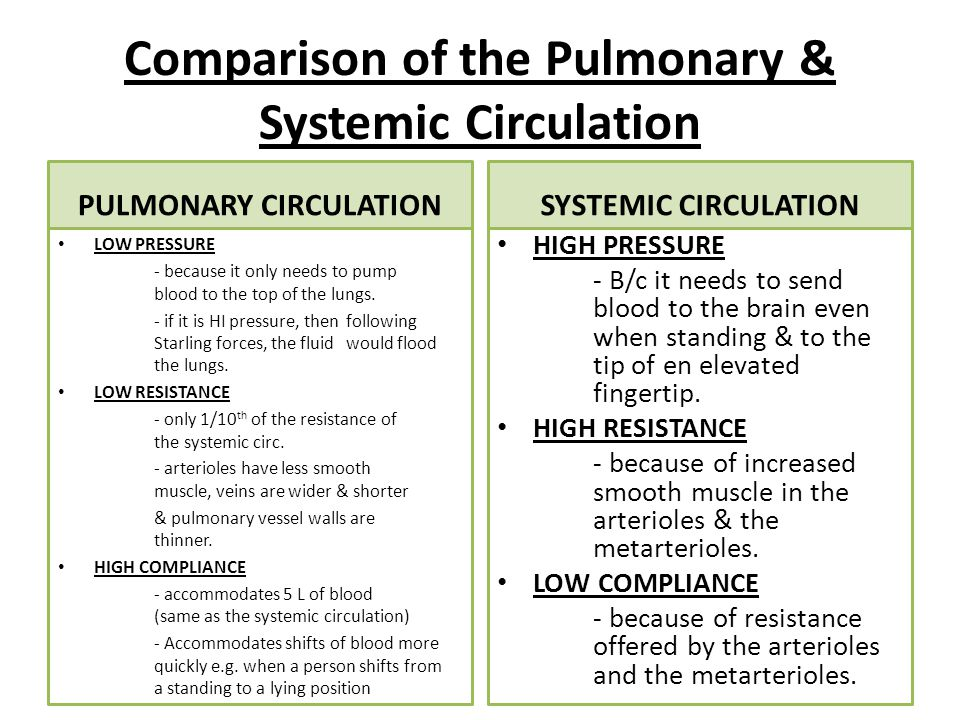 Comparison of the Pulmonary &
Systemic Circulation
PULMONARY CIRCULATION
• LOW PRESSURE
- because it only needs to pump
blood to the top of the lungs.
- if it is HI pressure, then following
Starling forces, the fluid would flood
the lungs.
• LOW RESISTANCE
- only 1/10th of the resistance of
the systemic circ.
- arterioles have less smooth
muscle, veins are wider & shorter
& pulmonary vessel walls are
thinner.
• HIGH COMPLIANCE
- accommodates 5 L of blood
(same as the systemic circulation)
- Accommodates shifts of blood more
quickly e.g. when a person shifts from
a standing to a lying position
SYSTEMIC CIRCULATION
• HIGH PRESSURE
- B/c it needs to send
blood to the brain even
when standing & to the
tip of en elevated
fingertip.
• HIGH RESISTANCE
- because of increased
smooth muscle in the
arterioles & the
metarterioles.
• LOW COMPLIANCE
- because of resistance
offered by the arterioles
and the metarterioles.